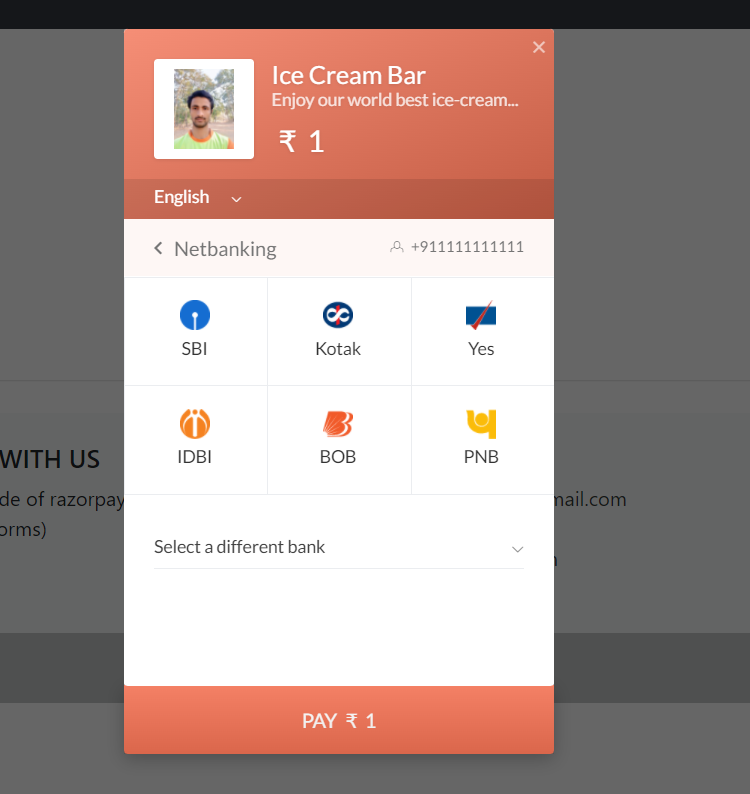 Ice Cream Bar
Enjoy our world best ice-cream...
₹ 1
English
Netbanking
+911111111111
SBI
Kotak
Yes
IDBI
BOB
PNB
WITH US
de of razorpay
mail.com
orms)
Select a different bank
PAY ₹ 1